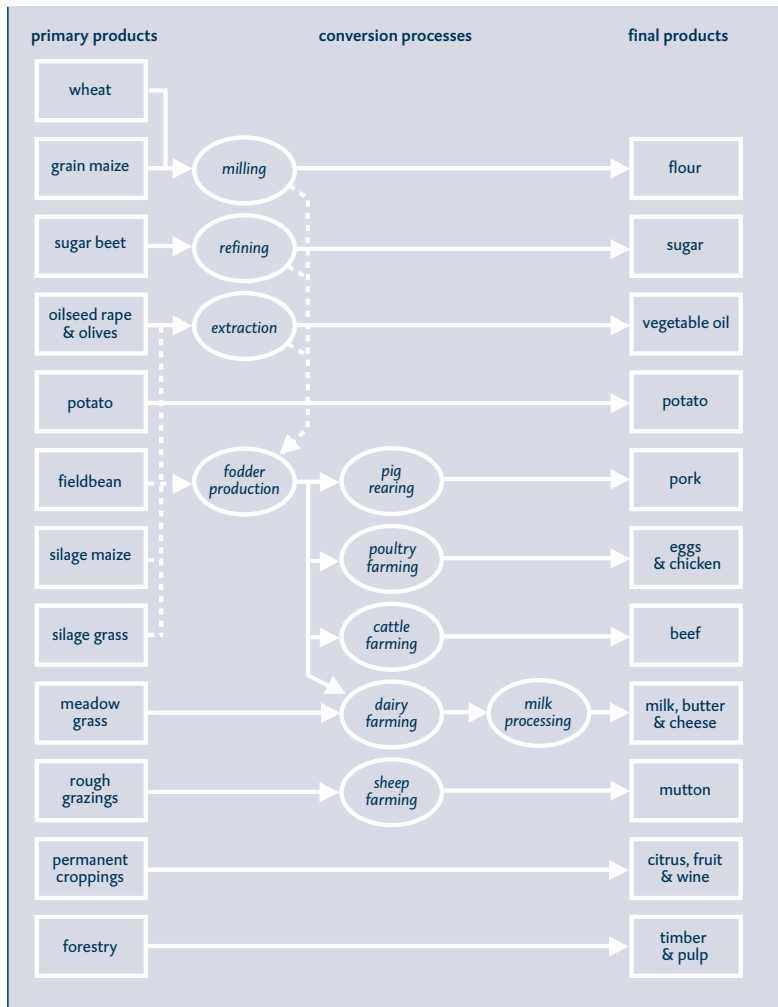 primary products
conversion processes
final products
wheat
grain maize
milling
flour
sugar beet
refining
sugar
oilseed rape
& olives
extraction
vegetable oil
potato
potato
fieldbean
fodder
production
pig
rearing
pork
silage maize
poultry
farming
eggs
& chicken
silage grass
cattle
farming
beef
meadow
grass
dairy
farming
milk
processing
milk, butter
& cheese
rough
grazings
sheep
farming
mutton
permanent
croppings
citrus, fruit
& wine
forestry
timber
& pulp